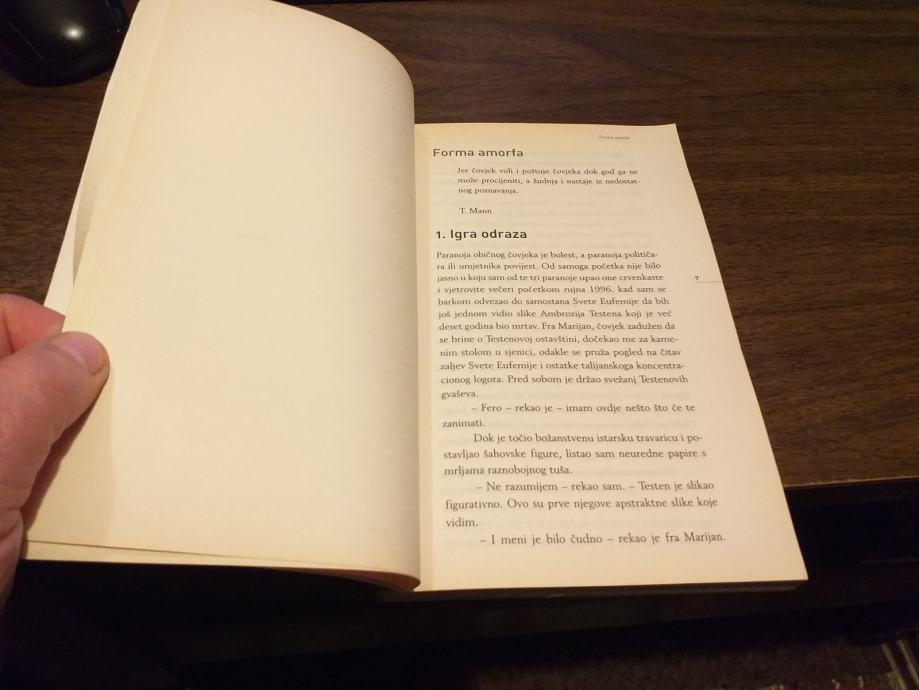 Forma amorfa
Forma amorfa
Jer čovjek voli i poštuje čovjeka dok god ga ne
može procijeniti, a žudnja i nastaje iz nedostat-
nog poznavanja.
T. Mann
1. Igra odraza
Paranoja običnog čovjeka je bolest, a paranoja političa-
ra ili umjetnika povijest. Od samoga početka nije bilo
jasno u koju sam od te tri paranoje upao one crvenkaste
7
i vjetrovite večeri početkom rujna 1996. kad sam se
barkom odvezao do samostana Svete Eufemije da bih
još jednom vidio slike Ambrozija Testena koji je već
deset godina bio mrtav. Fra Marijan, čovjek zadužen da
se brine o Testenovoj ostavštini, dočekao me za kame-
nim stolom u sjenici, odakle se pruža pogled na čitav
zaljev Svete Eufemije i ostatke talijanskoga koncentra-
cionog logora. Pred sobom je držao svežanj Testenovih
gvaševa.
– Fero – rekao je – imam ovdje nešto što će te
zanimati.
Dok je točio božanstvenu istarsku travaricu i po-
stavljao šahovske figure, listao sam neuredne papire s
mrljama raznobojnog tuša.
– Ne razumijem – rekao sam. – Testen je slikao
figurativno. Ovo su prve njegove apstraktne slike koje
vidim.
– I meni je bilo čudno – rekao je fra Marijan.